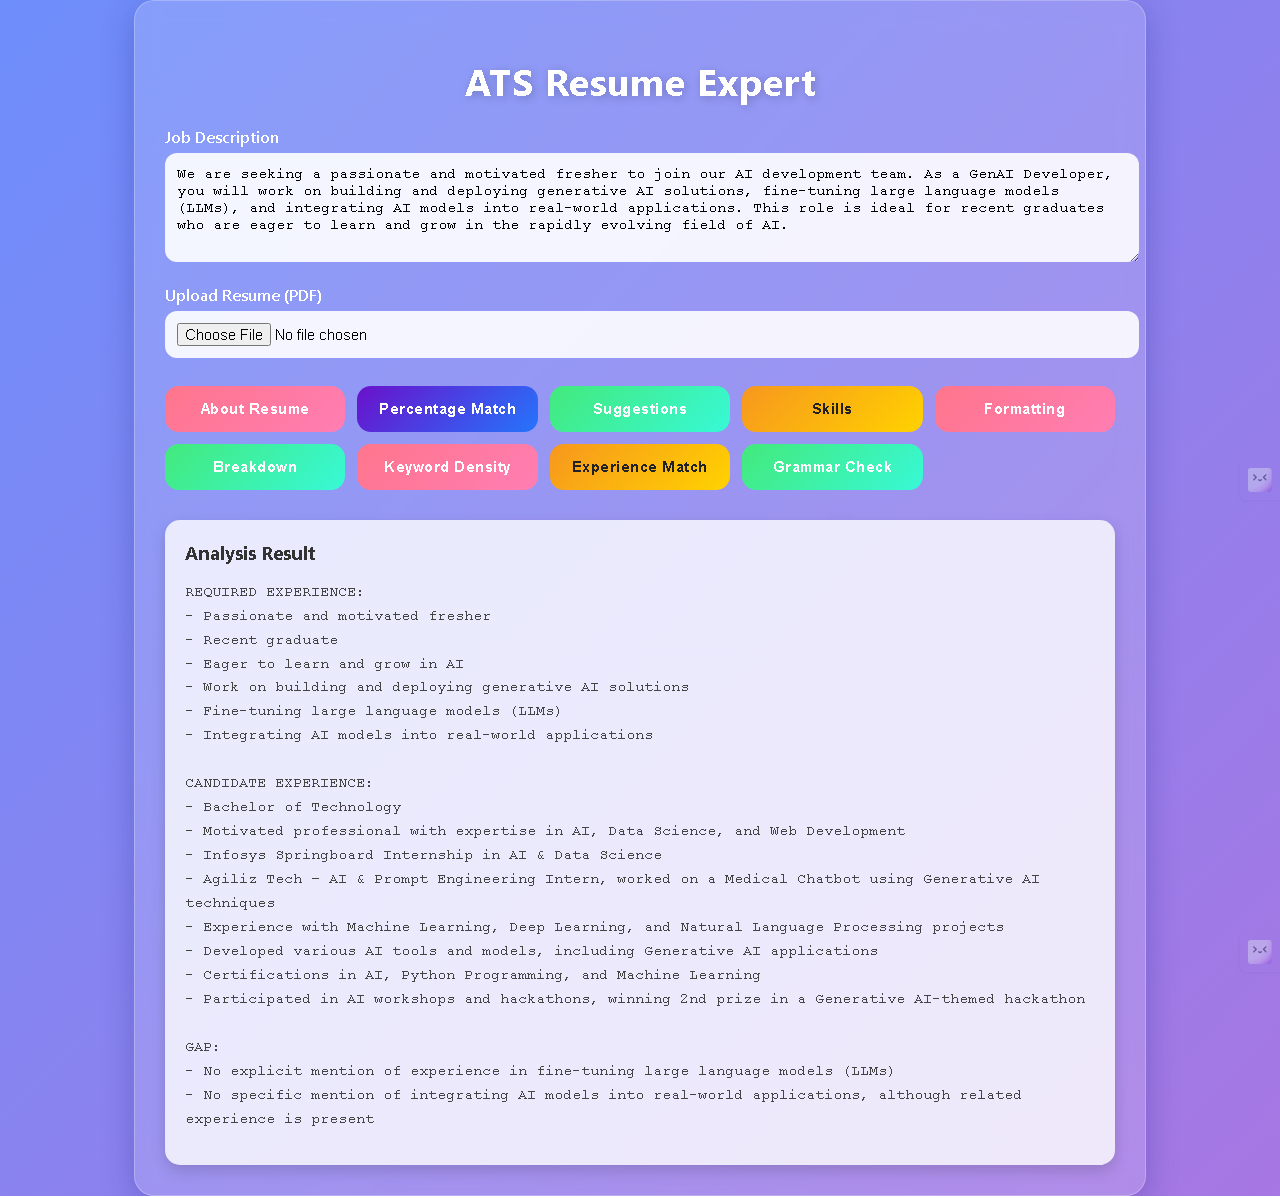 ATS Resume Expert
Job Description
We are seeking a passionate and motivated fresher to join our AI development team. As a GenAI Developer,
you will work on building and deploying generative AI solutions, fine-tuning large language models
(LLMs), and integrating AI models into real-world applications. This role is ideal for recent graduates
who are eager to learn and grow in the rapidly evolving field of AI.
Upload Resume (PDF)
Choose File No file chosen
About Resume Percentage Match Suggestions Skills Formatting
Breakdown Keyword Density Experience Match Grammar Check
Analysis Result
REQUIRED EXPERIENCE:
- Passionate and motivated fresher
- Recent graduate
- Eager to learn and grow in AI
- Work on building and deploying generative AI solutions
- Fine-tuning large language models (LLMs)
- Integrating AI models into real-world applications
CANDIDATE EXPERIENCE:
- Bachelor of Technology
- Motivated professional with expertise in AI, Data Science, and Web Development
- Infosys Springboard Internship in AI & Data Science
- Agiliz Tech – AI & Prompt Engineering Intern, worked on a Medical Chatbot using Generative AI
techniques
- Experience with Machine Learning, Deep Learning, and Natural Language Processing projects
- Developed various AI tools and models, including Generative AI applications
- Certifications in AI, Python Programming, and Machine Learning
- Participated in AI workshops and hackathons, winning 2nd prize in a Generative AI-themed hackathon
GAP:
- No explicit mention of experience in fine-tuning large language models (LLMs)
- No specific mention of integrating AI models into real-world applications, although related
experience is present